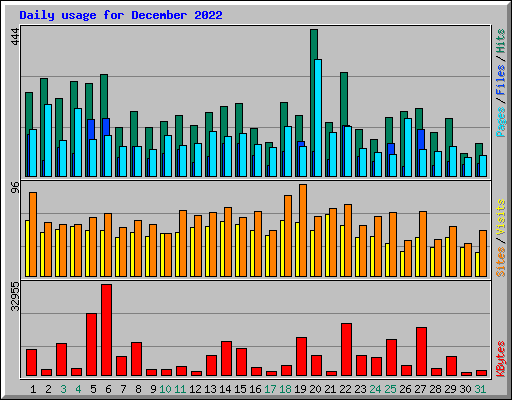 Daily usage for December 2022
444
Pages / Files / Hits
96
Sites / Visits
32955
KBytes
1 2 3 4 5 6 7 8 9 10 11 12 13 14 15 16 17 18 19 20 21 22 23 24 25 26 27 28 29 30 31